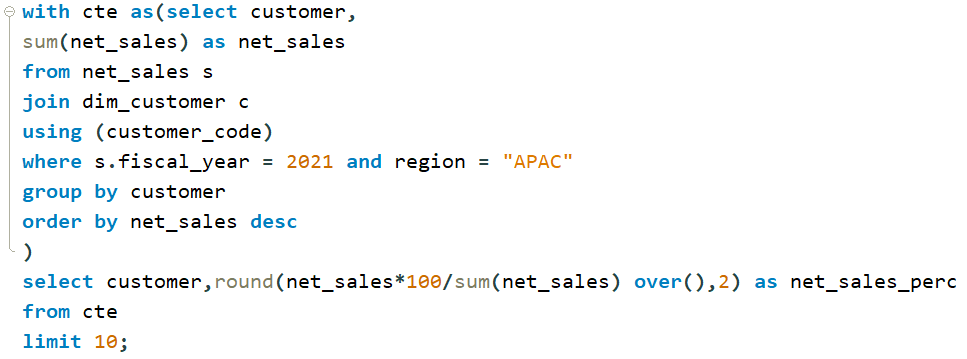 with cte as(select customer,
sum(net_sales) as net_sales
from net_sales s
join dim_customer c
using (customer_code)
where s.fiscal_year = 2021 and region = "APAC"
group by customer
order by net_sales desc
)
select customer,round(net_sales*100/sum(net_sales) over(),2) as net_sales_perc
from cte
limit 10;